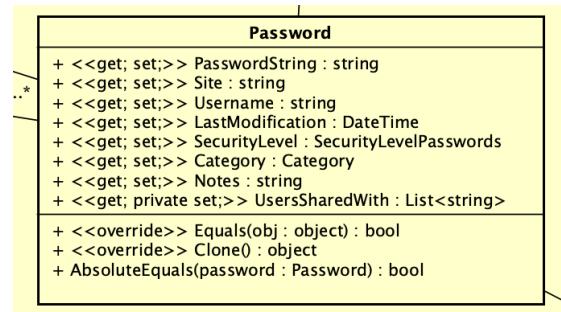 Password
+ <<get; set;>> PasswordString : string
+ <<get; set;>> Site : string
+ <<get; set;>> Username : string
+ <<get; set;>> LastModification : DateTime
+ <<get; set;>> SecurityLevel : SecurityLevelPasswords
+ <<get; set;>> Category : Category
+ <<get; set;>> Notes : string
+ <<get; private set;>> UsersSharedWith : List<string>
+ <<override>> Equals(obj : object) : bool
+ <<override>> Clone() : object
+ AbsoluteEquals(password : Password) : bool
..*